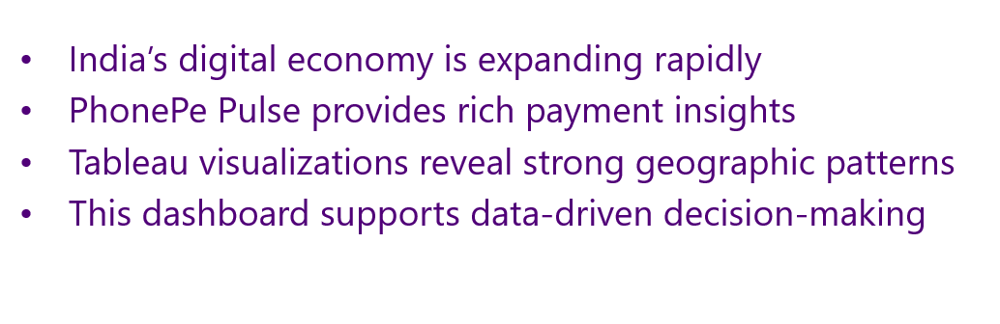 • India‘s digital economy is expanding rapidly
• PhonePe Pulse provides rich payment insights
• Tableau visualizations reveal strong geographic patterns
• This dashboard supports data-driven decision-making